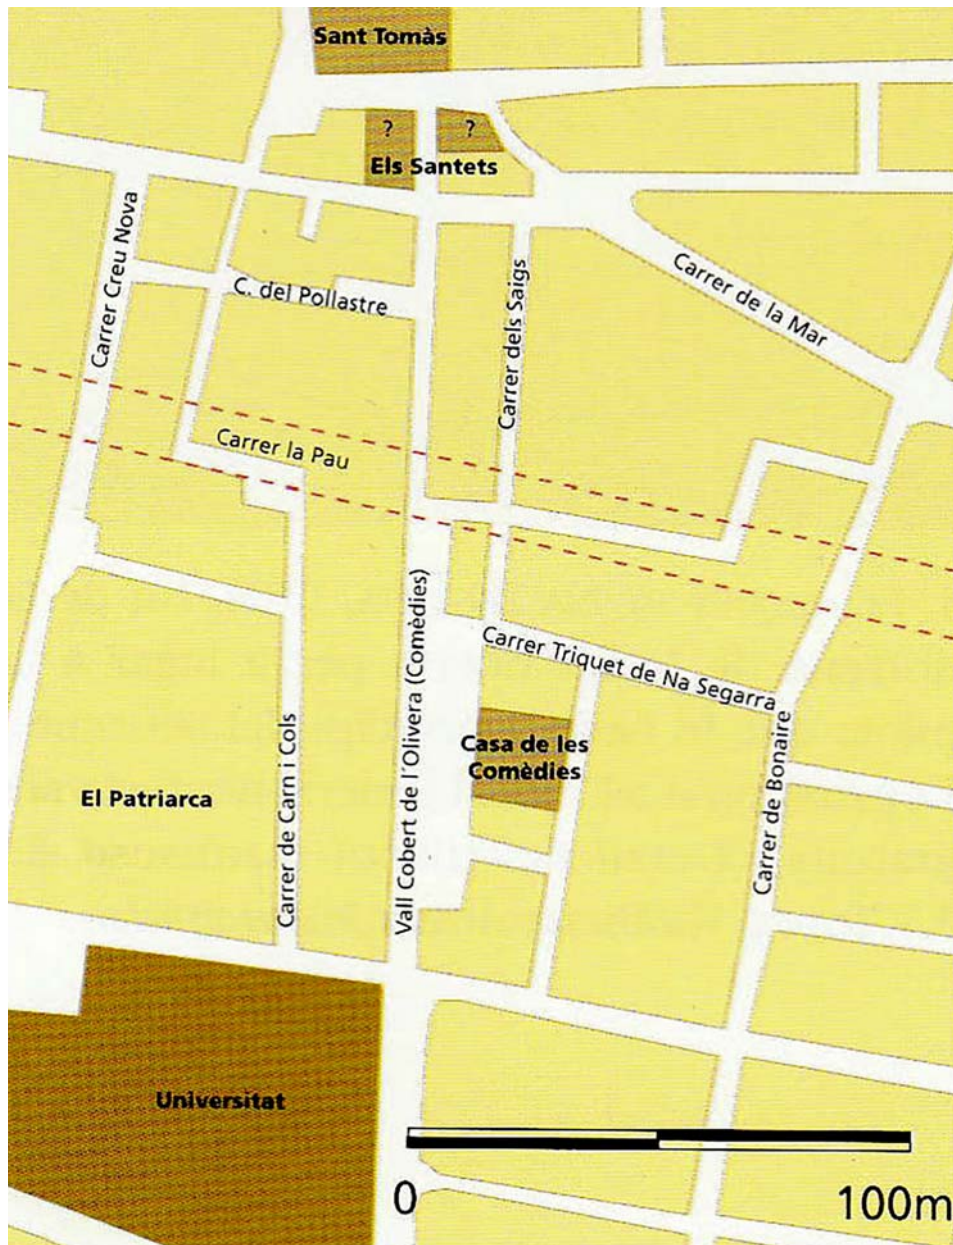 Sant Tomàs
?
?
Els Santets
Carrer Creu Nova
C. del Pollastre
Carrer dels Saigs
Carrer de la Mar
Carrer la Pau
Vall Cobert de l'Olivera (Comèdies)
Carrer Triquet de Na Segarra
Casa de les
Comèdies
El Patriarca
Carrer de Carn i Cols
Carrer de Bonaire
Universitat
0
100m